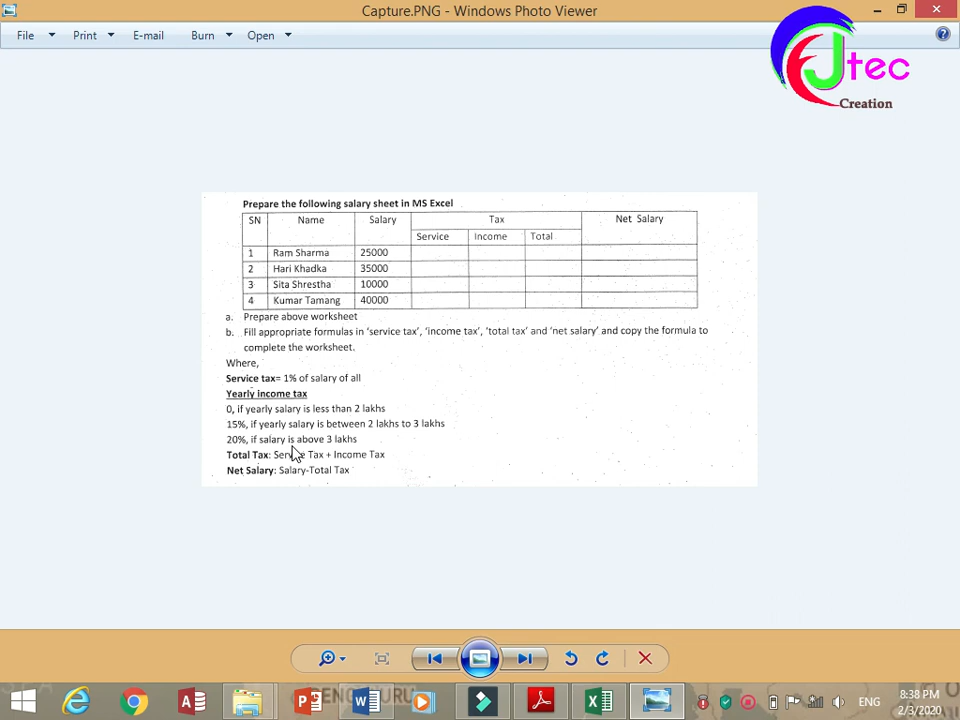 Capture.PNG - Windows Photo Viewer
File Print E-mail Burn Open
Jtec
Creation
Prepare the following salary sheet in MS Excel
SN Name Salary Tax Net Salary
Service Income Total
1 Ram Sharma 25000
2 Hari Khadka 35000
3 Sita Shrestha 10000
4 Kumar Tamang 40000
a. Prepare above worksheet
b. Fill appropriate formulas in 'service tax', 'income tax', 'total tax' and 'net salary' and copy the formula to
complete the worksheet.
Where,
Service tax= 1% of salary of all
Yearly income tax
0, if yearly salary is less than 2 lakhs
15%, if yearly salary is between 2 lakhs to 3 lakhs
20%, if salary is above 3 lakhs
Total Tax: Service Tax + Income Tax
Net Salary: Salary-Total Tax
ENG 8:38 PM
2/3/2020